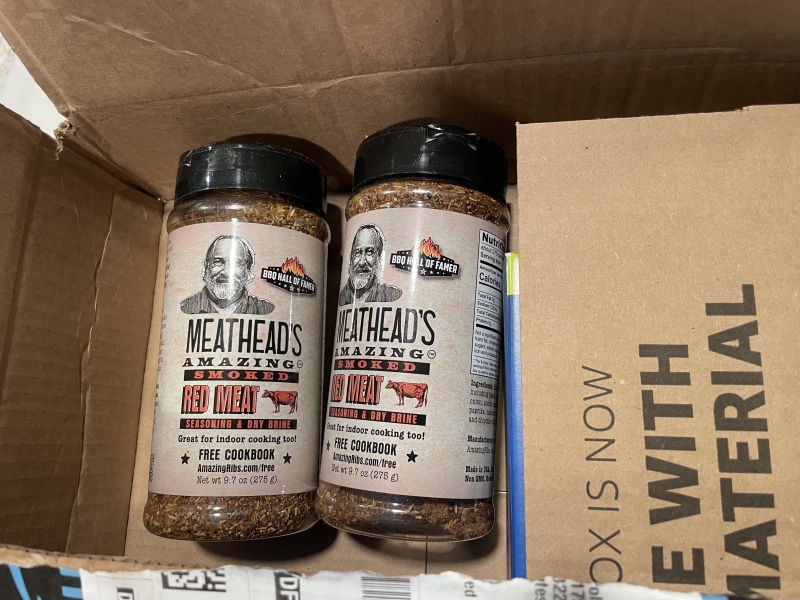 BBQ HALL OF FAMER
MEATHEAD'S
AMAZING
SMOKED
RED MEAT
SEASONING & DRY BRINE
Great for indoor cooking too!
FREE COOKBOOK
AmazingRibs.com/free
Net wt 9.7 oz (275 g)
BBQ HALL OF FAMER
MEATHEAD'S
AMAZING
SMOKED
RED MEAT
SEASONING & DRY BRINE
Great for indoor cooking too!
FREE COOKBOOK
AmazingRibs.com/free
Net wt 9.7 oz (275 g)
Calories
Made in USA
Non GMO
OX IS NOW
E WITH
MATERIAL